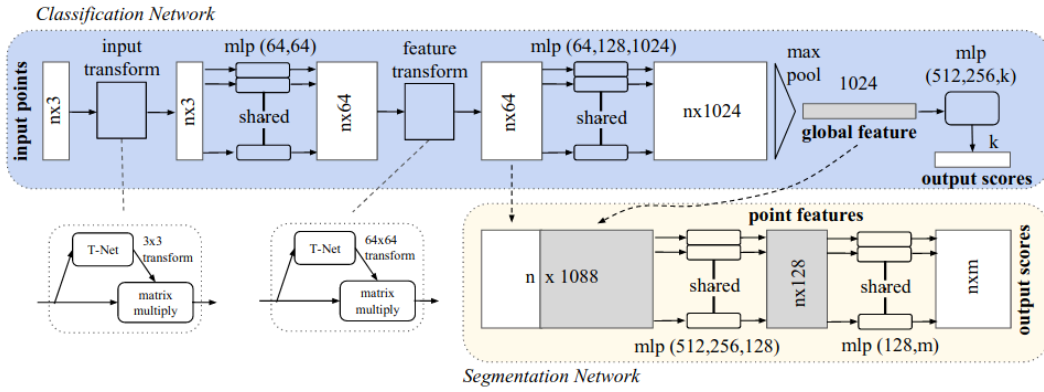 Classification Network
input points
nx3
input
transform
nx3
mlp (64,64)
shared
nx64
feature
transform
nx64
mlp (64,128,1024)
shared
nx1024
max
pool
1024
global feature
mlp
(512,256,k)
k
output scores
T-Net
3x3
transform
matrix
multiply
T-Net
64x64
transform
matrix
multiply
point features
n x 1088
shared
mlp (512,256,128)
nx128
shared
mlp (128,m)
nxm
output scores
Segmentation Network